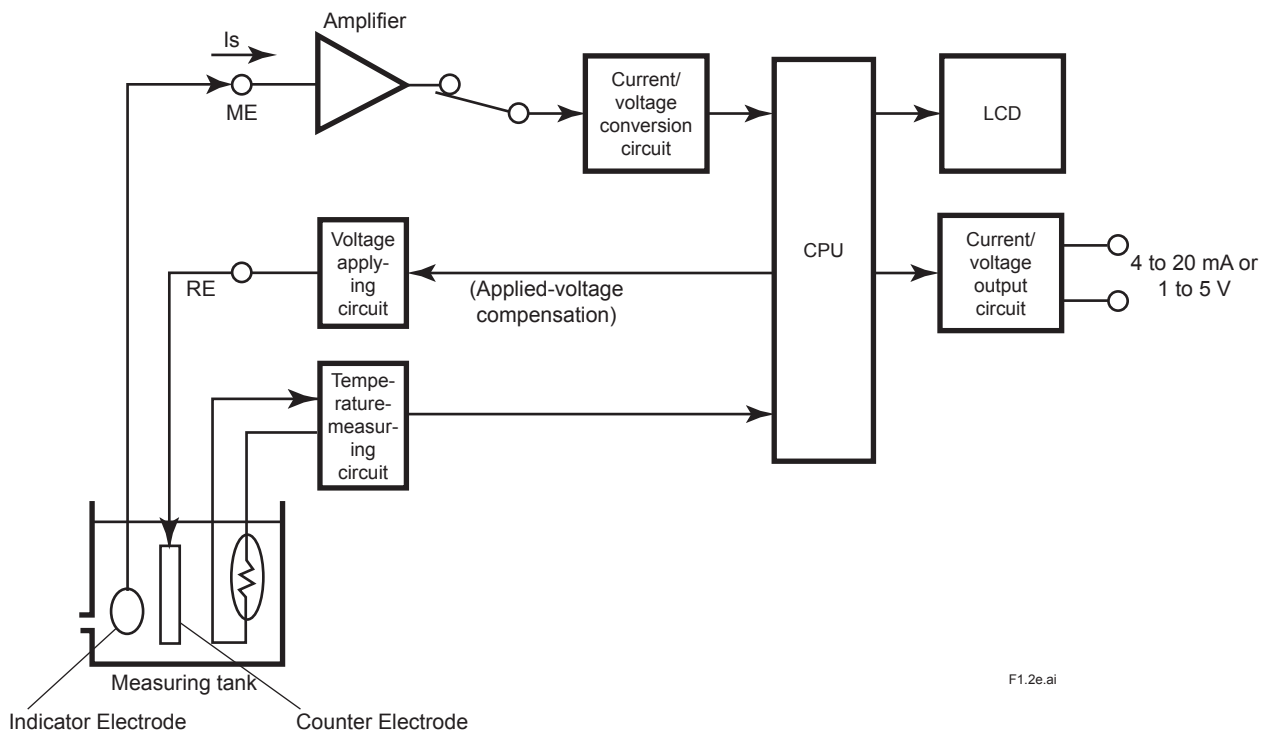 Amplifier
Is
ME
Current/
voltage
conversion
circuit
LCD
CPU
Voltage
apply-
ing
circuit
RE
(Applied-voltage
compensation)
Current/
voltage
output
circuit
4 to 20 mA or
1 to 5 V
Tempe-
rature-
measur-
ing
circuit
Measuring tank
F1.2e.ai
Indicator Electrode
Counter Electrode